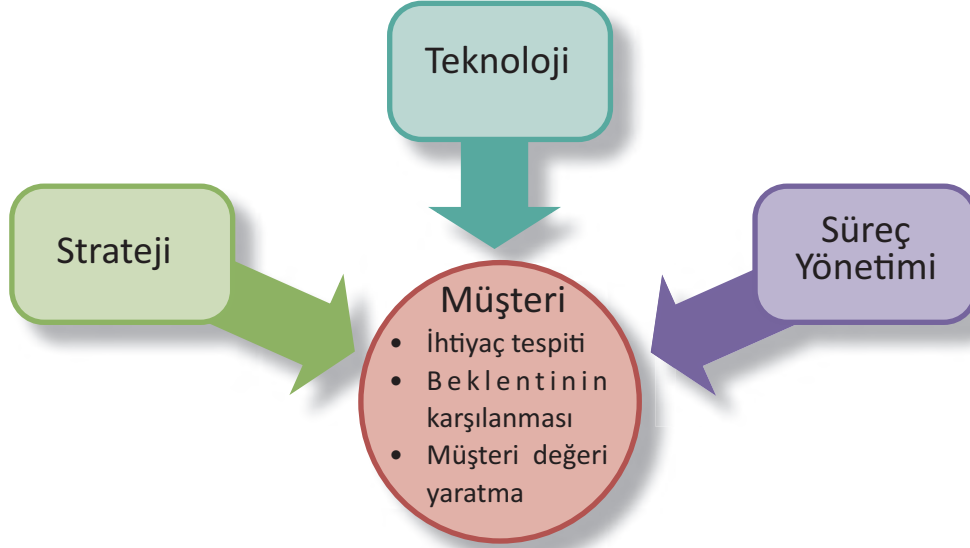 Teknoloji
Strateji
Süreç
Yönetimi
Müşteri
• İhtiyaç tespiti
• Beklentinin
karşılanması
• Müşteri değeri
yaratma